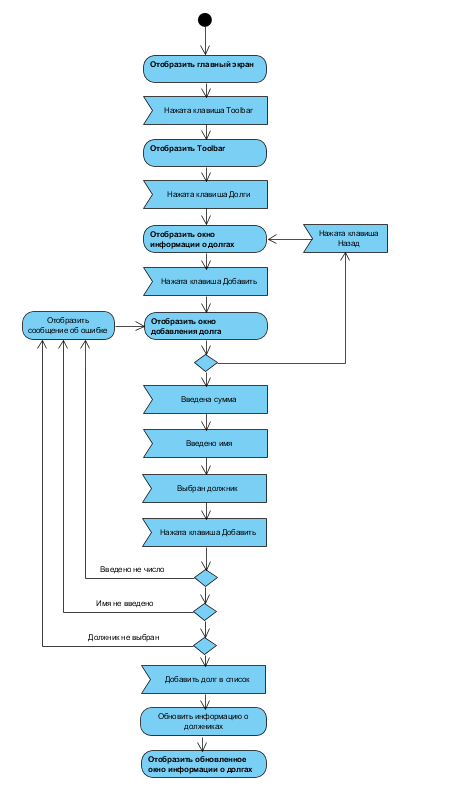 Отобразить главный экран
Нажата клавиша Toolbar
Отобразить Toolbar
Нажата клавиша Долги
Отобразить окно
информации о долгах
Нажата клавиша
Назад
Нажата клавиша Добавить
Отобразить
сообщение об ошибке
Отобразить окно
добавления долга
Введена сумма
Введено имя
Выбран должник
Нажата клавиша Добавить
Введено не число
Имя не введено
Должник не выбран
Добавить долг в список
Обновить информацию о
должниках
Отобразить обновленное
окно информации о долгах